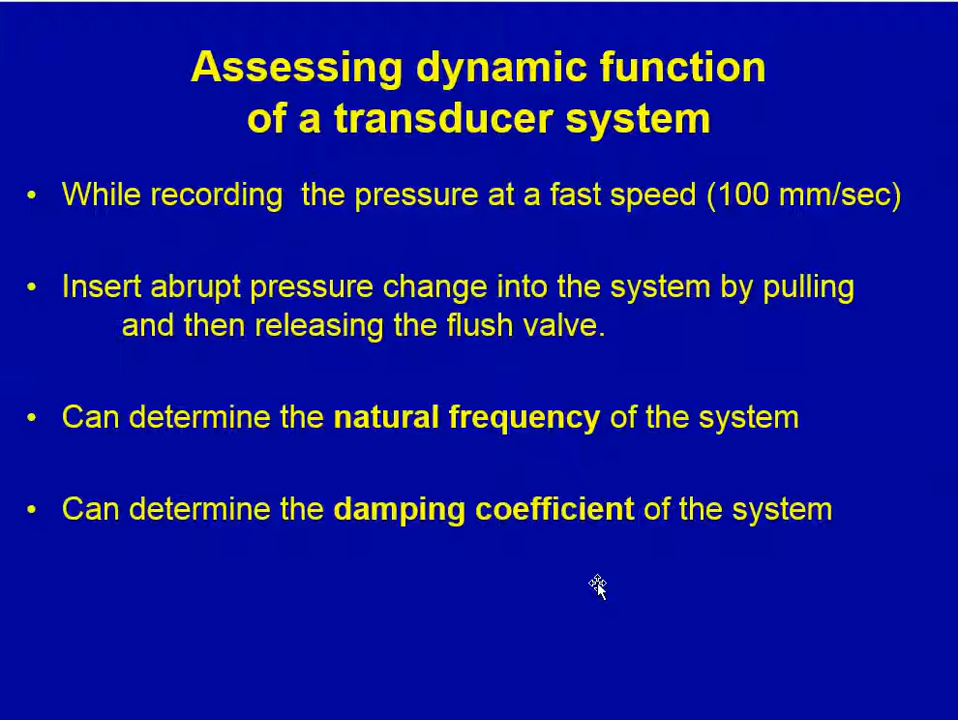 Assessing dynamic function
of a transducer system
• While recording  the pressure at a fast speed (100 mm/sec)
• Insert abrupt pressure change into the system by pulling
and then releasing the flush valve.
• Can determine the natural frequency of the system
• Can determine the damping coefficient of the system